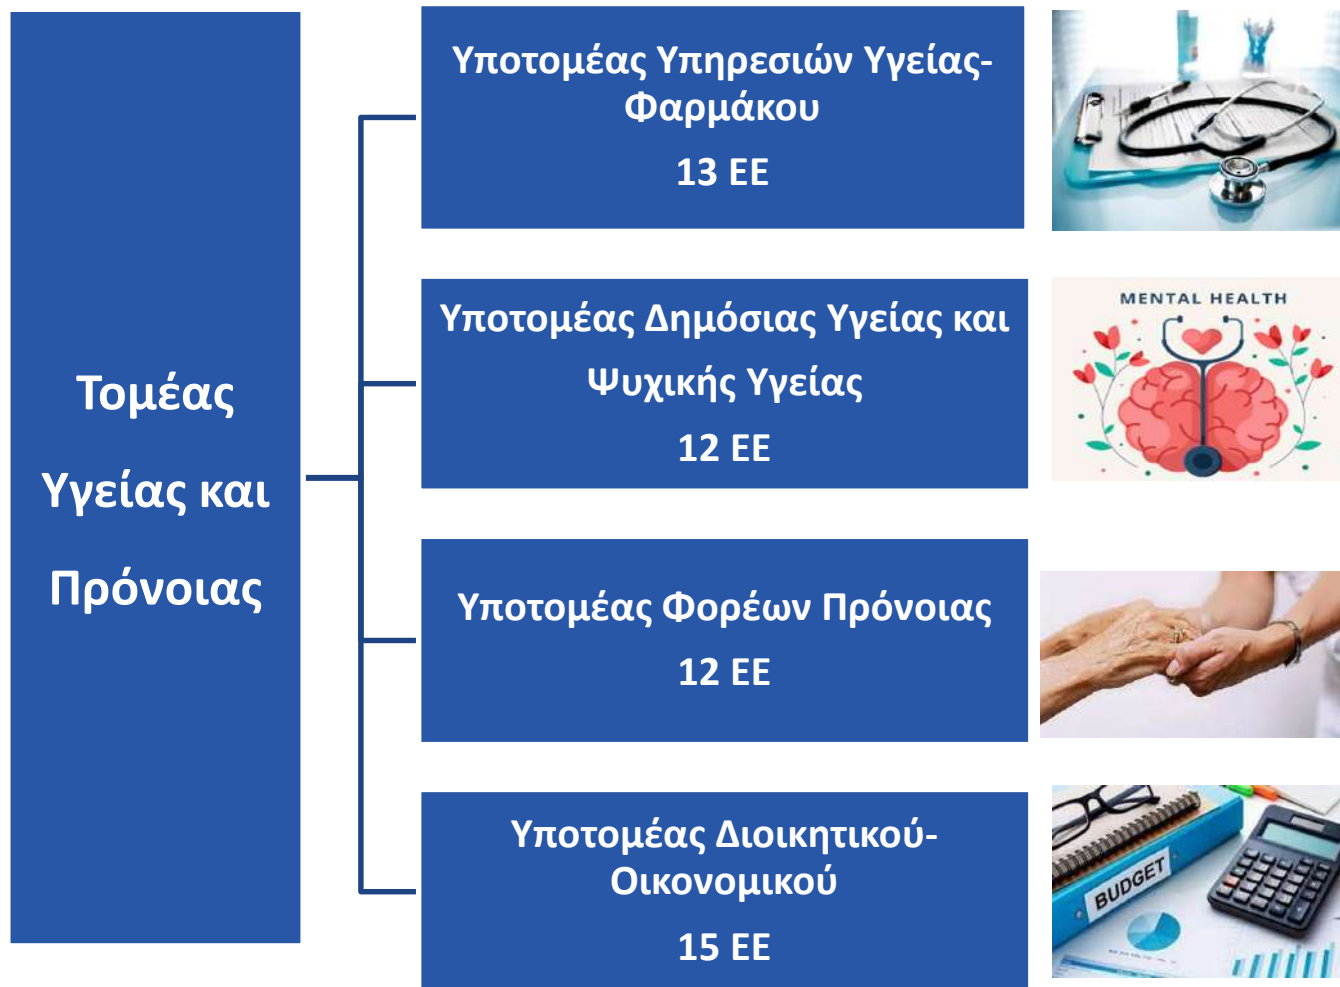 Τομέας
Υγείας και
Πρόνοιας
Υποτομέας Υπηρεσιών Υγείας-
Φαρμάκου
13 ΕΕ
Υποτομέας Δημόσιας Υγείας και
Ψυχικής Υγείας
12 ΕΕ
MENTAL HEALTH
Υποτομέας Φορέων Πρόνοιας
12 ΕΕ
Υποτομέας Διοικητικού-
Οικονομικού
15 ΕΕ
BUDGET